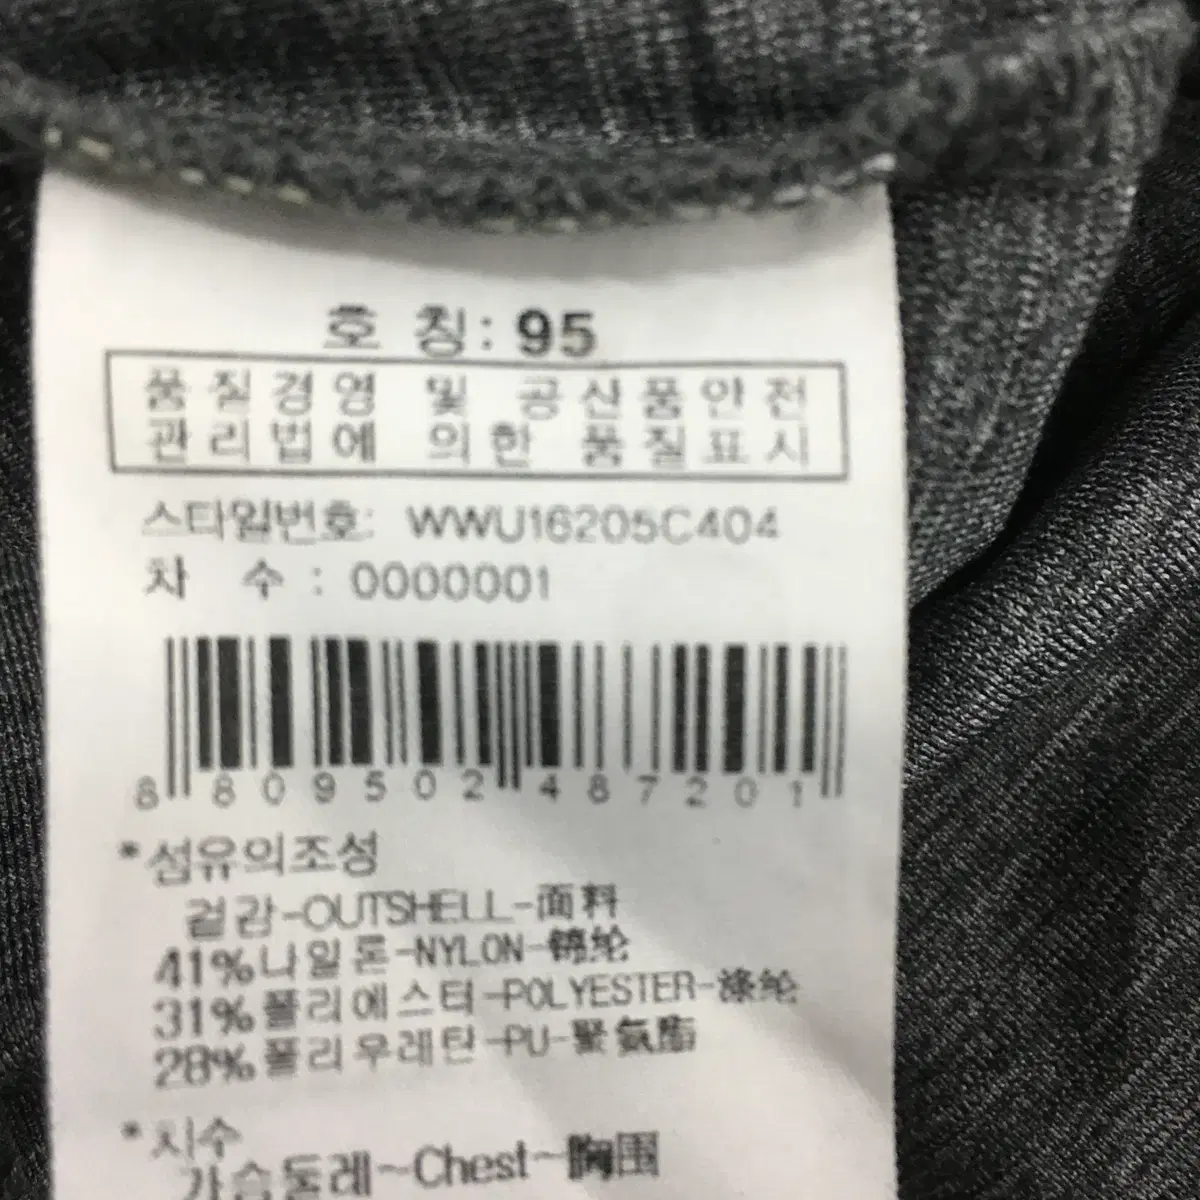 호 칭: 95
품질경영 및 공산품안전
관리법에 의한 품질표시
스타일번호: WWU16205C404
차 수 : 0000001
8 809502 487201
*섬유의조성
겉감-OUTSHELL-面料
41%나일론-NYLON-锦纶
31%폴리에스터-POLYESTER-涤纶
28%폴리우레탄-PU-聚氨脂
*치수
가슴둘레-Chest-胸围